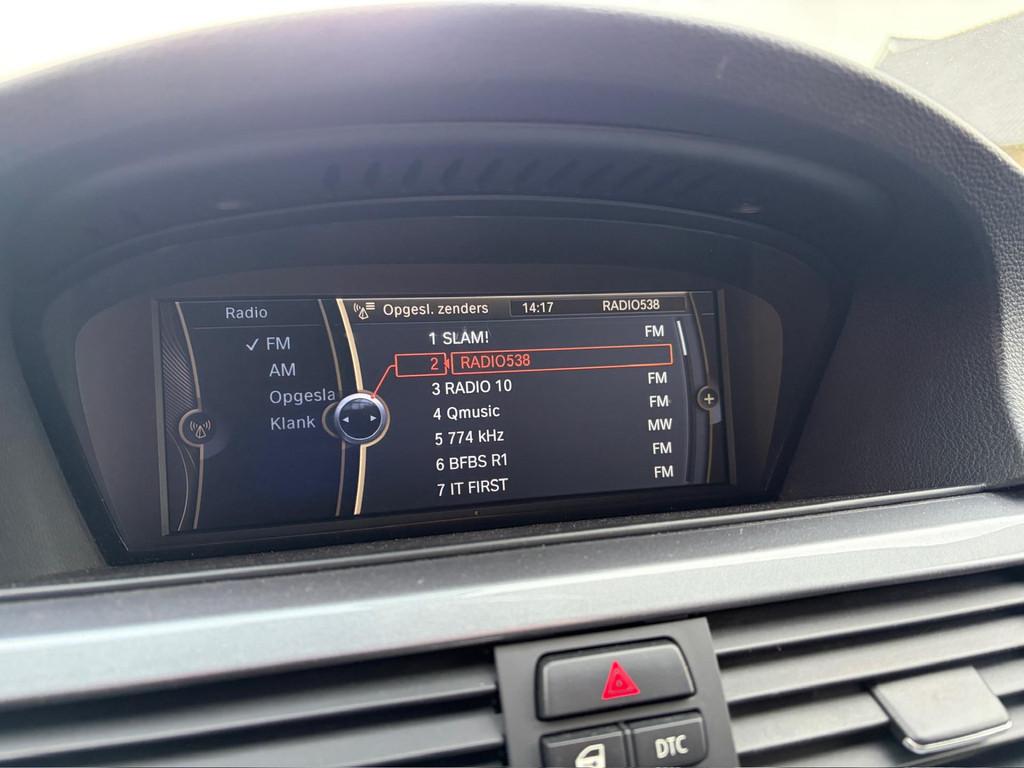 Radio
FM
AM
Opgesla
Klank
Opgesl. zenders 14:17 RADIO538
1 SLAM! FM
2 RADIO538
3 RADIO 10 FM
4 Qmusic FM
5 774 kHz MW
6 BFBS R1 FM
7 IT FIRST FM
DTC